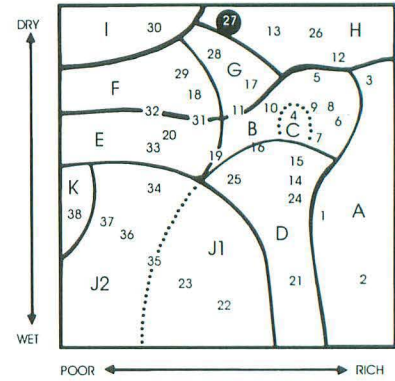 DRY
I 30 27 13 26 H
28 12
29 G 5 3
F 18 17
32 31 11 10 9 8
4 6
E 20 B C 7
33 19 16
15
K 34 25 14
24
38 37 36 1 A
35 D
J2 23 J1 21 2
22
WET
POOR RICH